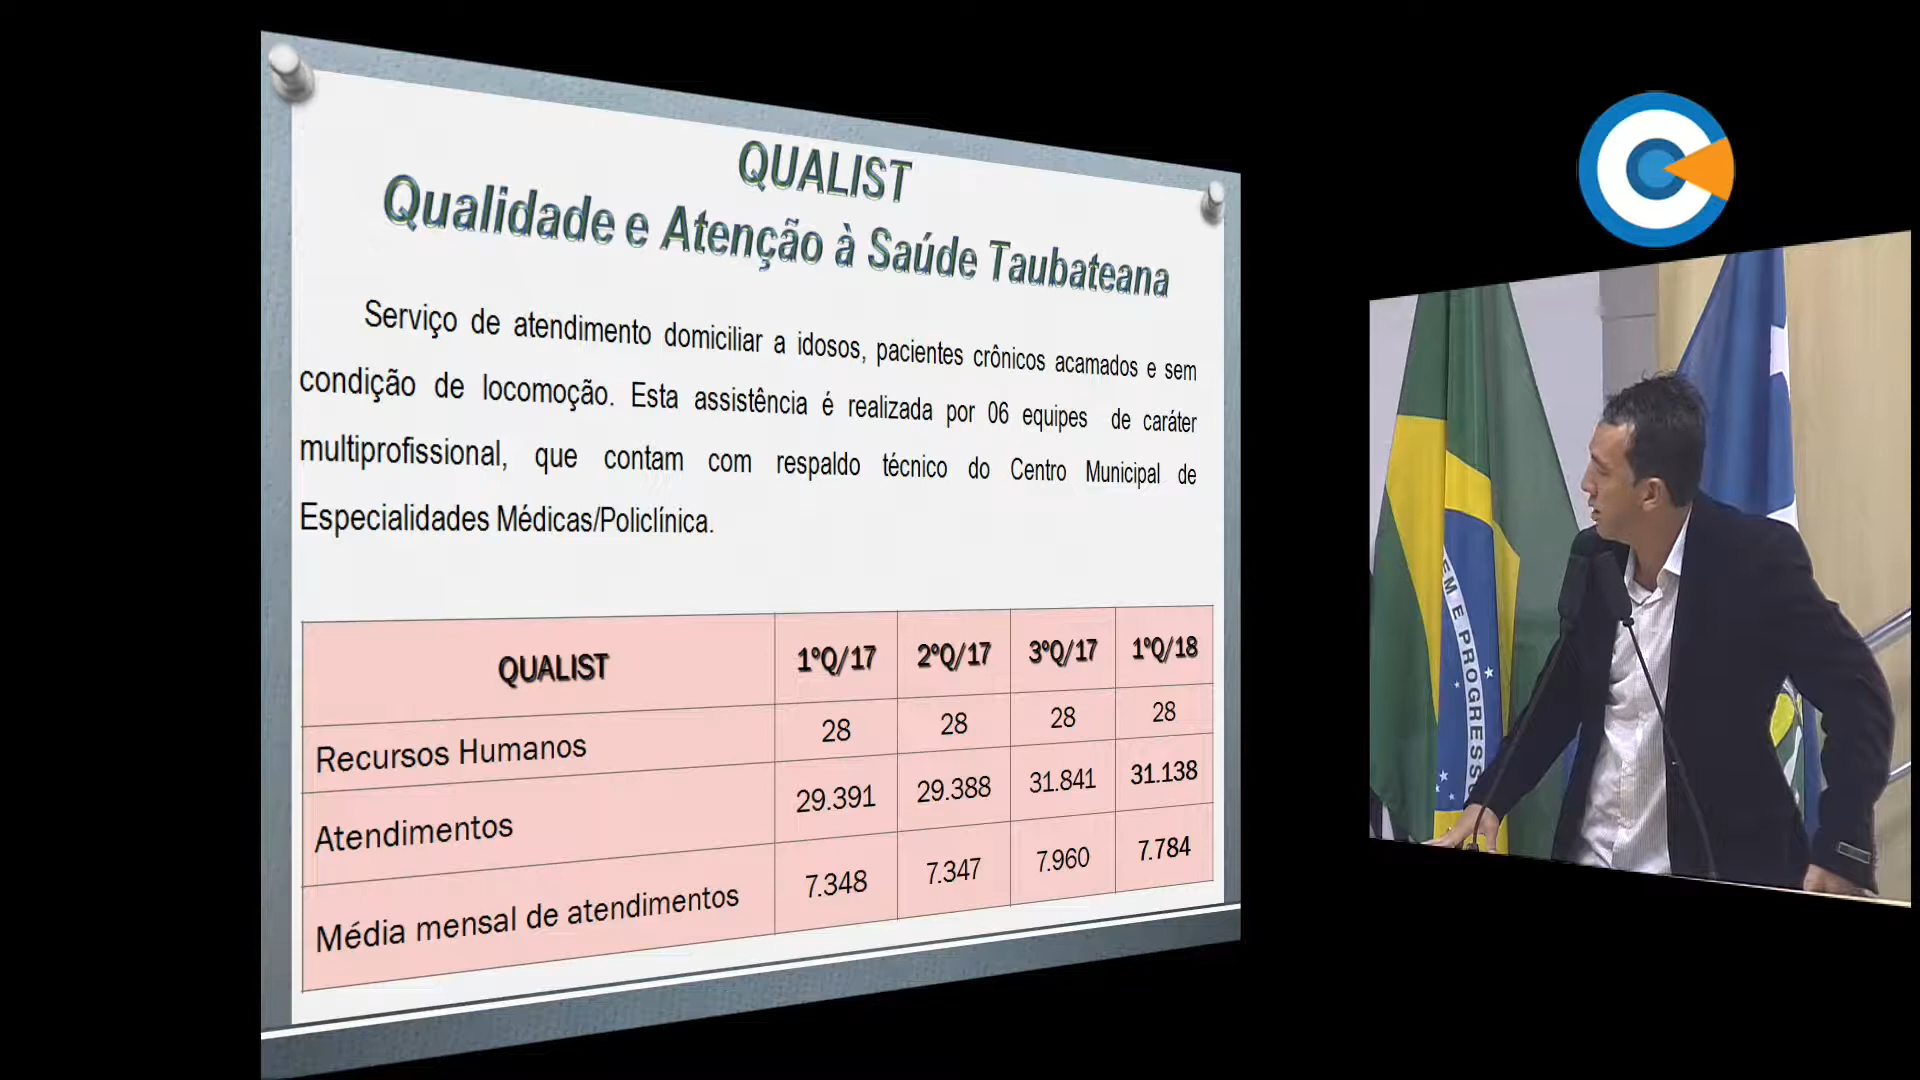 QUALIST
Qualidade e Atenção à Saúde Taubateana
Serviço de atendimento domiciliar a idosos, pacientes crônicos acamados e sem
condição de locomoção. Esta assistência é realizada por 06 equipes de caráter
multiprofissional, que contam com respaldo técnico do Centro Municipal de
Especialidades Médicas/Policlínica.
QUALIST 1ºQ/17 2ºQ/17 3ºQ/17 1ºQ/18
Recursos Humanos 28 28 28 28
Atendimentos 29.391 29.388 31.841 31.138
Média mensal de atendimentos 7.348 7.347 7.960 7.784
EM E PROGRESSO